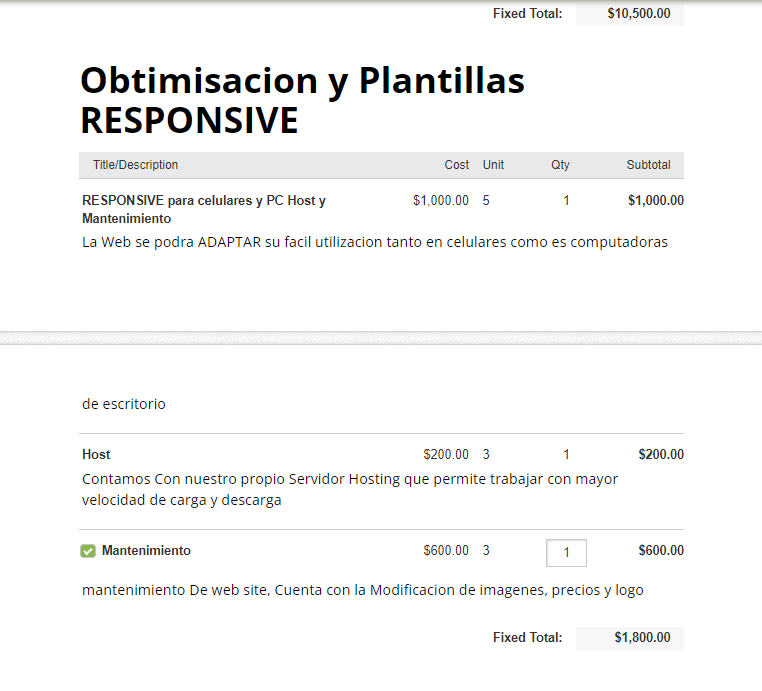 Fixed Total: $10,500.00
Obtimisacion y Plantillas
RESPONSIVE
Title/Description Cost Unit Qty Subtotal
RESPONSIVE para celulares y PC Host y $1,000.00 5 1 $1,000.00
Mantenimiento
La Web se podra ADAPTAR su facil utilizacion tanto en celulares como es computadoras
de escritorio
Host $200.00 3 1 $200.00
Contamos Con nuestro propio Servidor Hosting que permite trabajar con mayor
velocidad de carga y descarga
Mantenimiento $600.00 3 1 $600.00
mantenimiento De web site, Cuenta con la Modificacion de imagenes, precios y logo
Fixed Total: $1,800.00